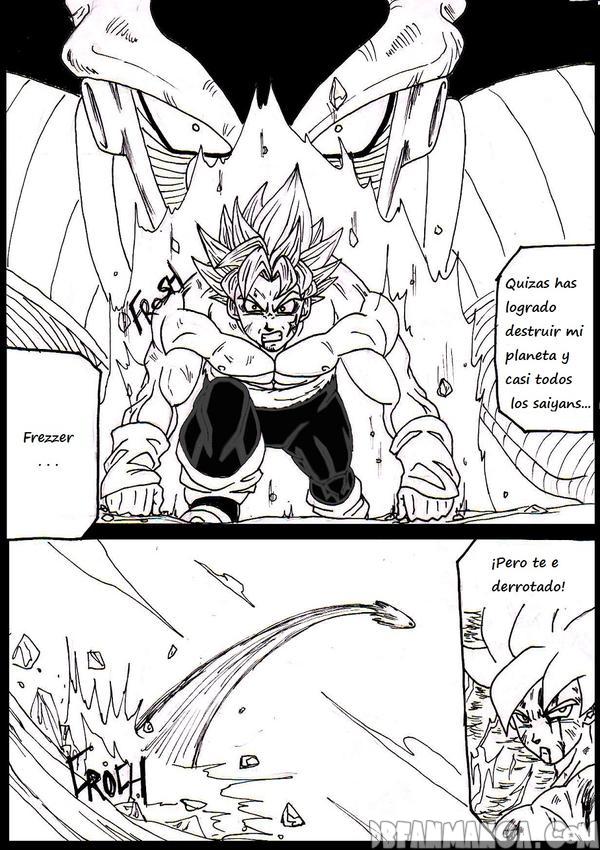 Frezzer
. . .
FROSH
Quizas has
logrado
destruir mi
planeta y
casi todos
los saiyans...
CROCH
¡Pero te e
derrotado!
DBFANMANGA.COM